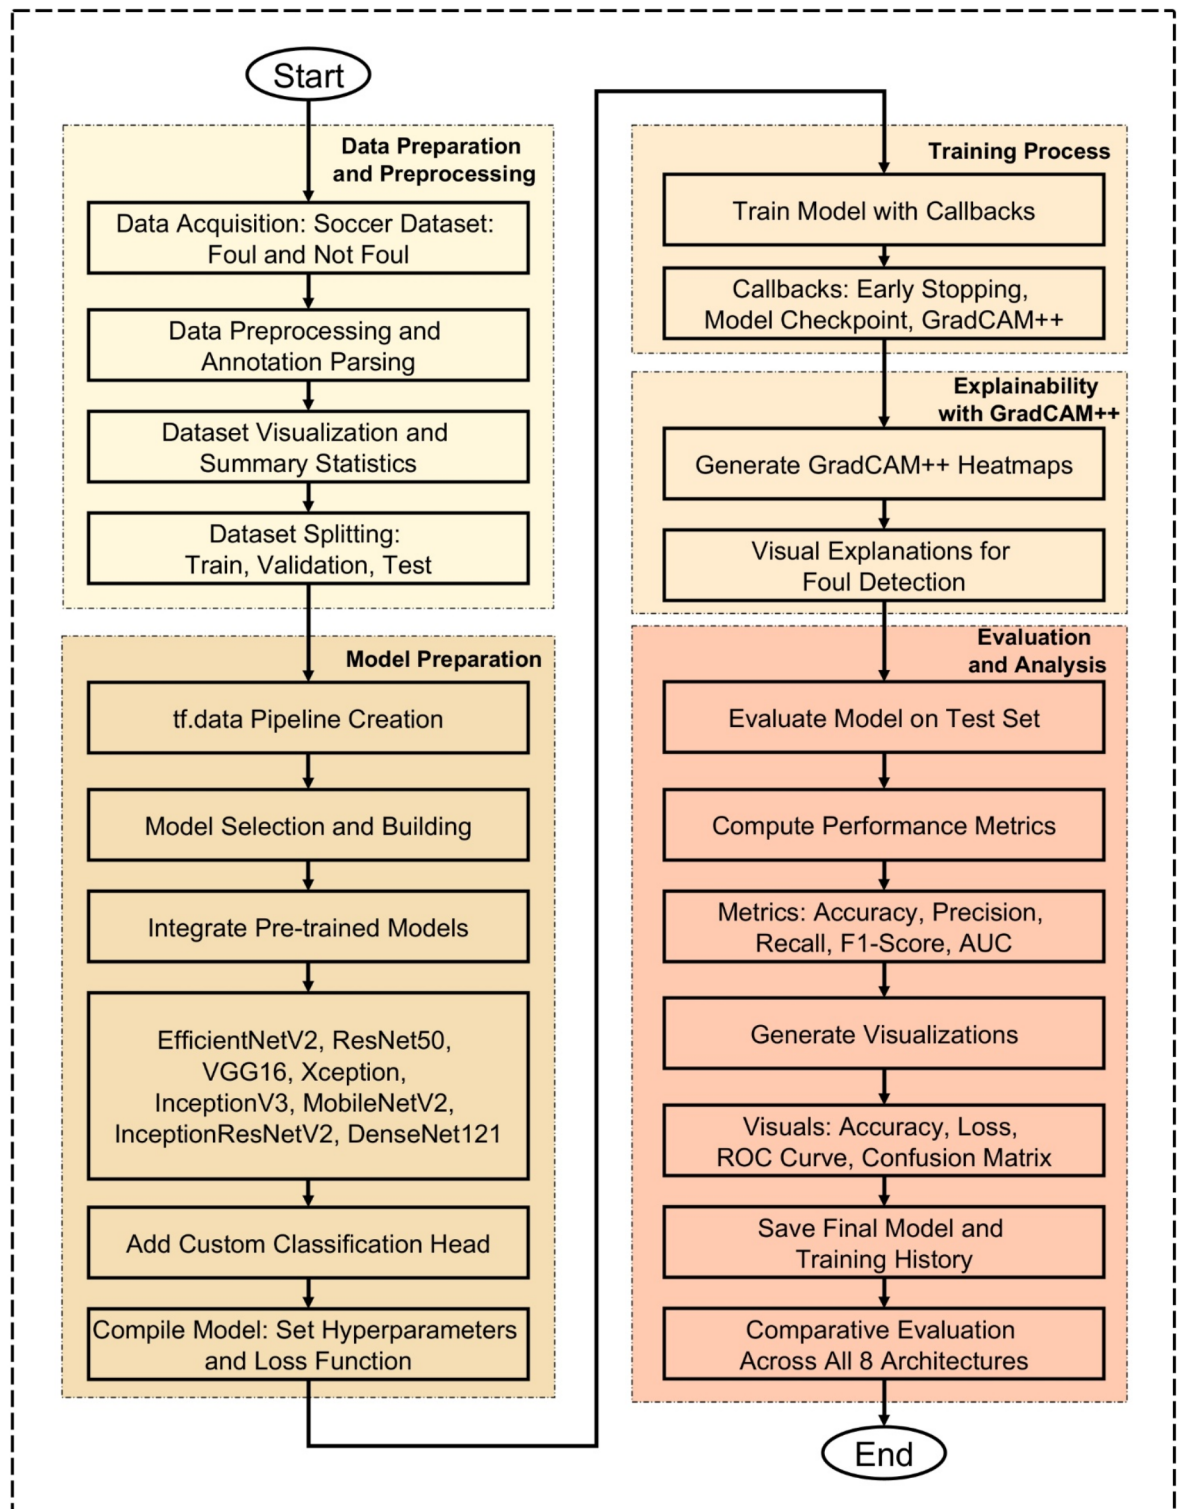 Start
Data Preparation
and Preprocessing
Data Acquisition: Soccer Dataset:
Foul and Not Foul
Data Preprocessing and
Annotation Parsing
Dataset Visualization and
Summary Statistics
Dataset Splitting:
Train, Validation, Test
Model Preparation
tf.data Pipeline Creation
Model Selection and Building
Integrate Pre-trained Models
EfficientNetV2, ResNet50,
VGG16, Xception,
InceptionV3, MobileNetV2,
InceptionResNetV2, DenseNet121
Add Custom Classification Head
Compile Model: Set Hyperparameters
and Loss Function
Training Process
Train Model with Callbacks
Callbacks: Early Stopping,
Model Checkpoint, GradCAM++
Explainability
with GradCAM++
Generate GradCAM++ Heatmaps
Visual Explanations for
Foul Detection
Evaluation
and Analysis
Evaluate Model on Test Set
Compute Performance Metrics
Metrics: Accuracy, Precision,
Recall, F1-Score, AUC
Generate Visualizations
Visuals: Accuracy, Loss,
ROC Curve, Confusion Matrix
Save Final Model and
Training History
Comparative Evaluation
Across All 8 Architectures
End